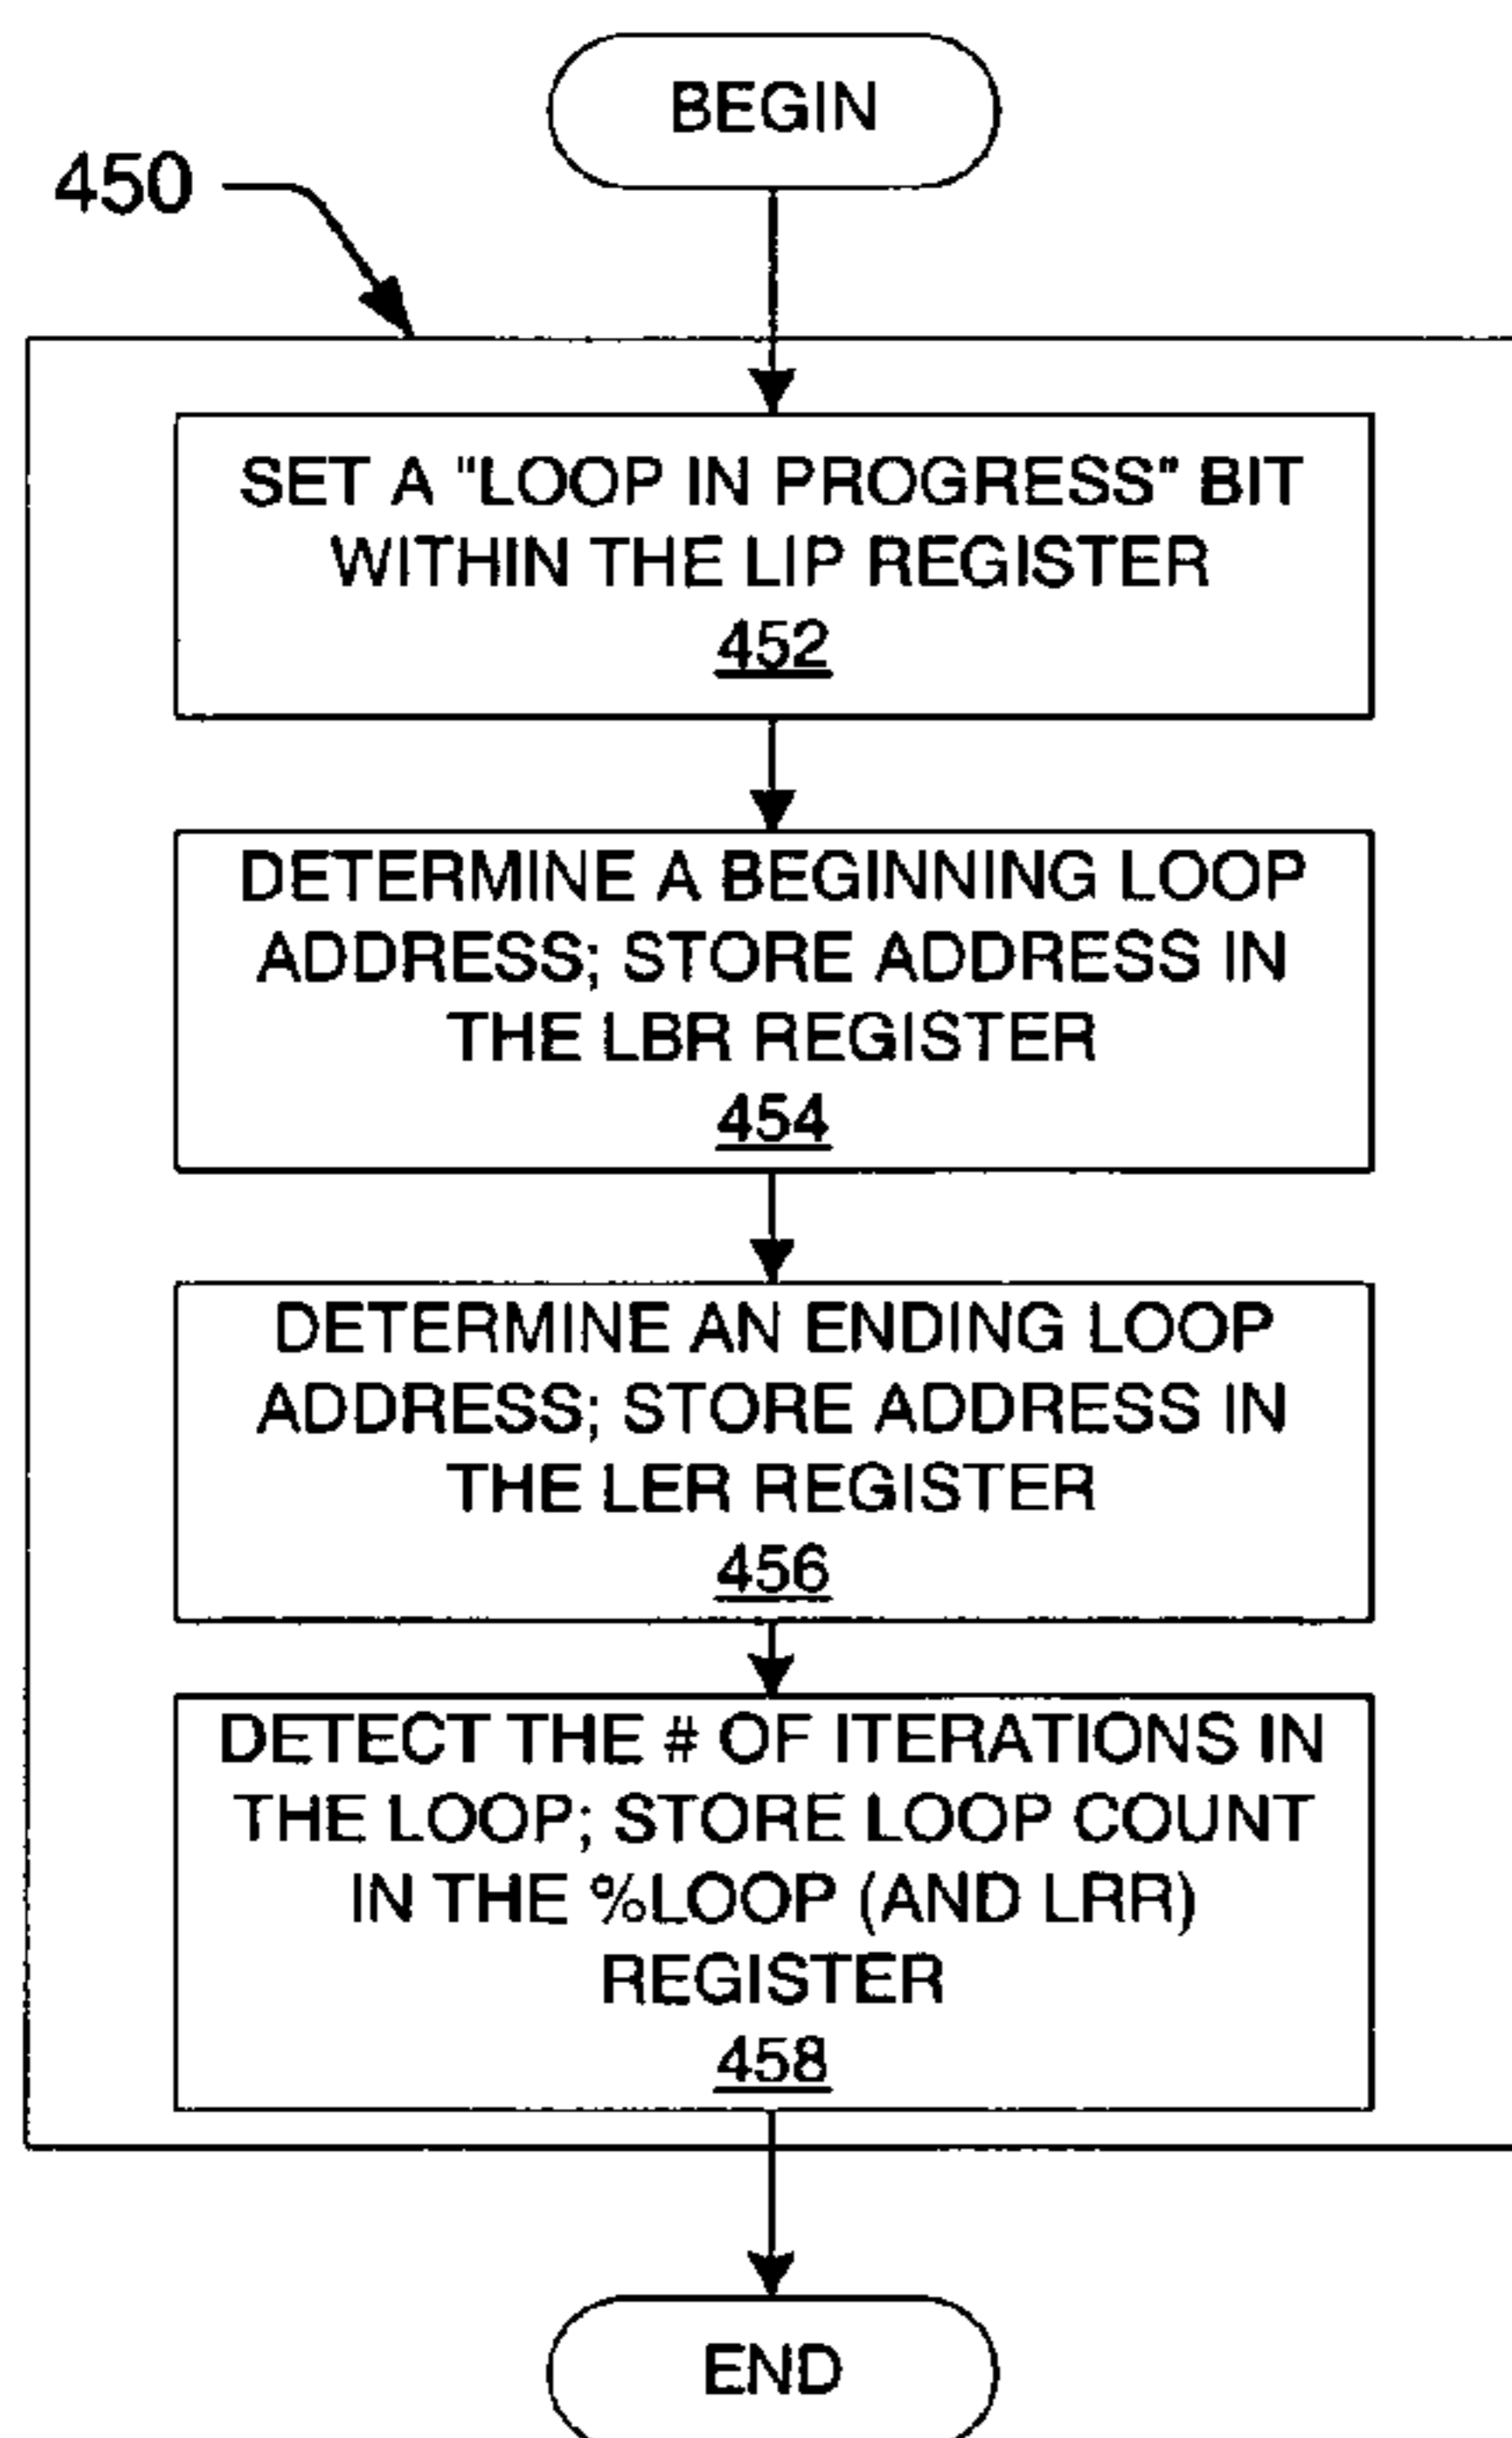 BEGIN
450
SET A "LOOP IN PROGRESS" BIT
WITHIN THE LIP REGISTER
452
DETERMINE A BEGINNING LOOP
ADDRESS; STORE ADDRESS IN
THE LBR REGISTER
454
DETERMINE AN ENDING LOOP
ADDRESS; STORE ADDRESS IN
THE LER REGISTER
456
DETECT THE # OF ITERATIONS IN
THE LOOP; STORE LOOP COUNT
IN THE %LOOP (AND LRR)
REGISTER
458
END